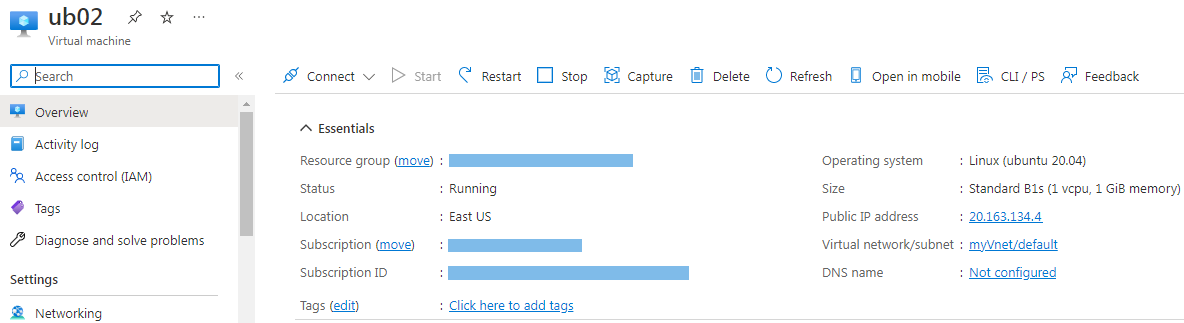 ub02
Virtual machine
Search
«
Connect Start Restart Stop Capture Delete Refresh Open in mobile CLI / PS Feedback
Overview
Activity log
Access control (IAM)
Tags
Diagnose and solve problems
Settings
Networking
Essentials
Resource group (move) :
Status : Running
Location : East US
Subscription (move) :
Subscription ID :
Tags (edit) : Click here to add tags
Operating system : Linux (ubuntu 20.04)
Size : Standard B1s (1 vcpu, 1 GiB memory)
Public IP address : 20.163.134.4
Virtual network/subnet : myVnet/default
DNS name : Not configured